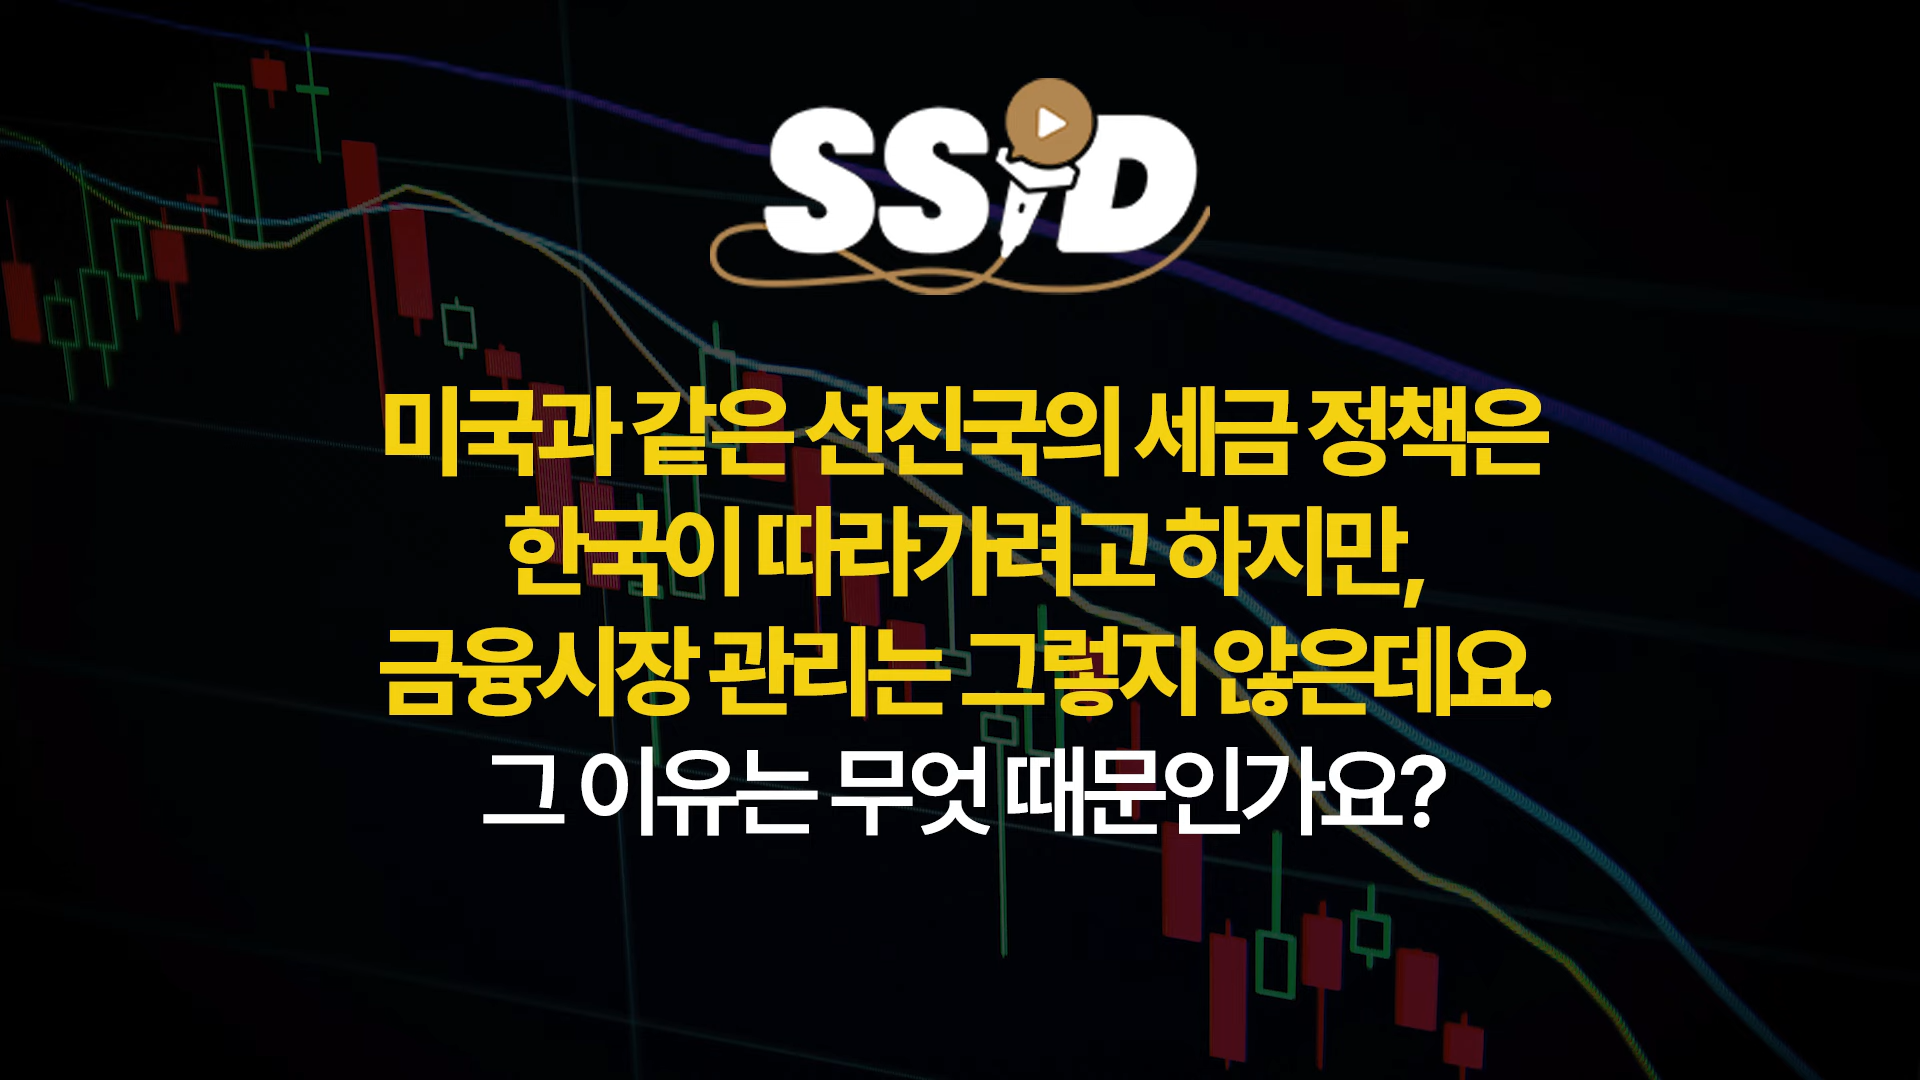 SSiD
미국과 같은 선진국의 세금 정책은
한국이 따라가려고 하지만,
금융시장 관리는 그렇지 않은데요.
그 이유는 무엇 때문인가요?